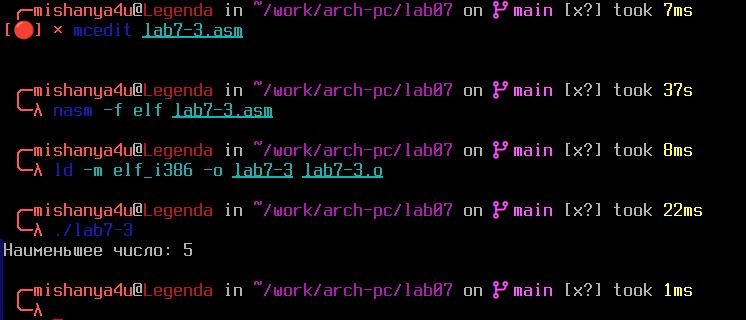 mishanya4u@Legenda in ~/work/arch-pc/lab07 on main [x?] took 7ms
[🔴] × mcedit lab7-3.asm
mishanya4u@Legenda in ~/work/arch-pc/lab07 on main [x?] took 37s
λ nasm -f elf lab7-3.asm
mishanya4u@Legenda in ~/work/arch-pc/lab07 on main [x?] took 8ms
λ ld -m elf_i386 -o lab7-3 lab7-3.o
mishanya4u@Legenda in ~/work/arch-pc/lab07 on main [x?] took 22ms
λ ./lab7-3
Наименьшее число: 5
mishanya4u@Legenda in ~/work/arch-pc/lab07 on main [x?] took 1ms
λ